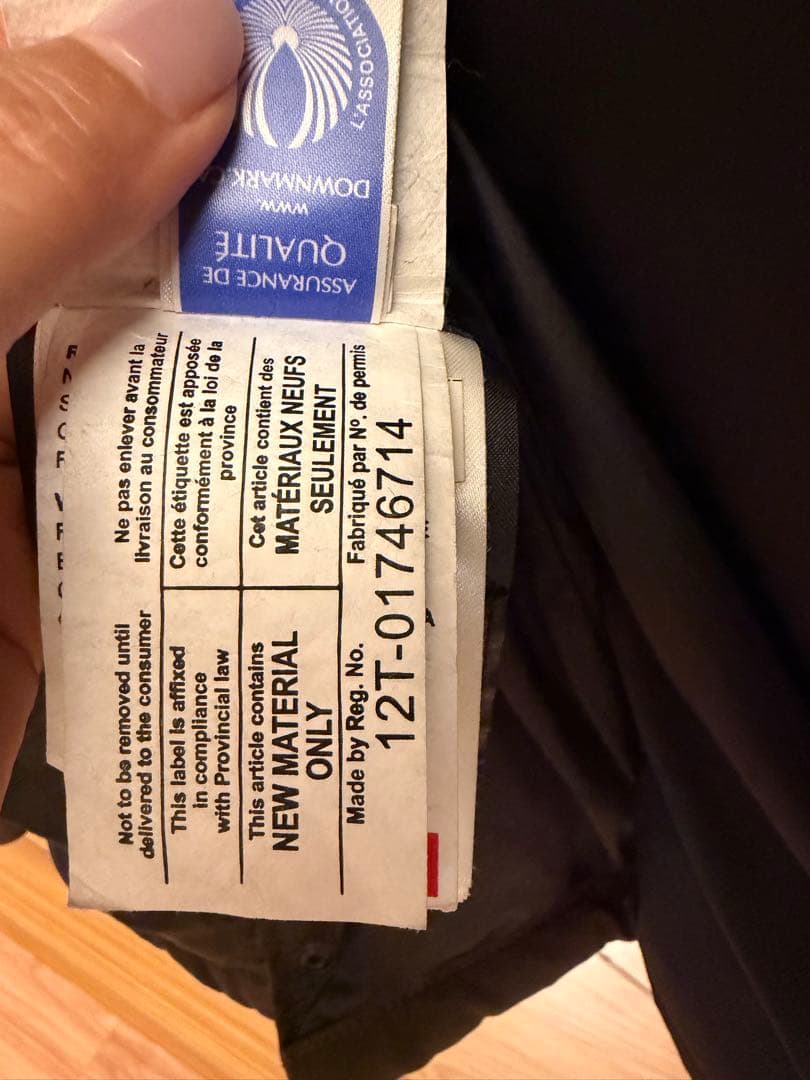 L'ASSOCIATIO
DOWNMARK.C
WWW.
QUALITÉ
ASSURANCE DE
Not to be removed until
delivered to the consumer
This label is affixed
in compliance
with Provincial law
This article contains
NEW MATERIAL
ONLY
Ne pas enlever avant la
livraison au consommateur
Cette étiquette est apposée
conformément à la loi de la
province
Cet article contient des
MATÉRIAUX NEUFS
SEULEMENT
Made by Reg. No.
Fabriqué par Nº. de permis
12T-01746714